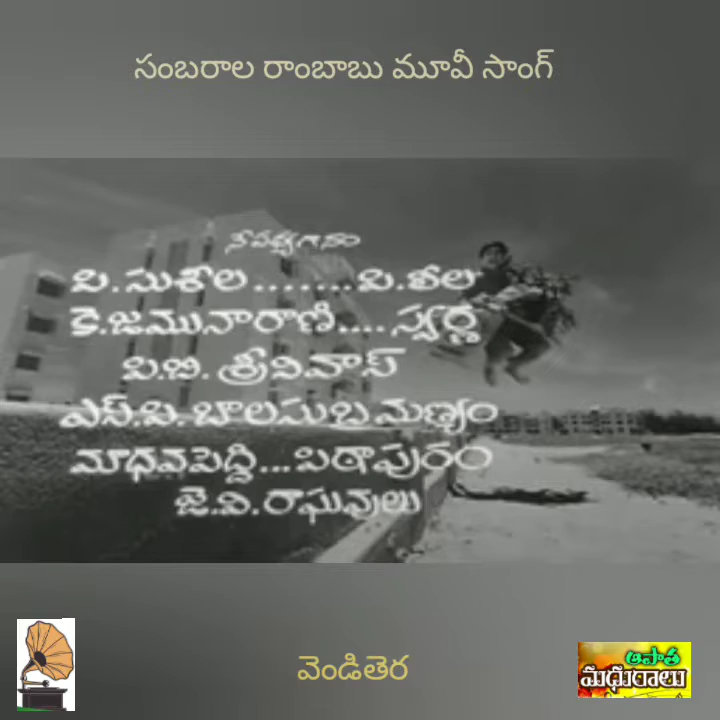 సంబరాల రాంబాబు మూవీ సాంగ్
నేపథ్యగానం
పి.సుశీల.......పి.లీల
కె.జమునారాణి....స్వర్ణ
పి.బి. శ్రీనివాస్
ఎస్.పి.బాలసుబ్రమణ్యం
మాధవపెద్ది...పిఠాపురం
జె.వి.రాఘవులు
వెండితెర
ఆపాత
మధురాలు